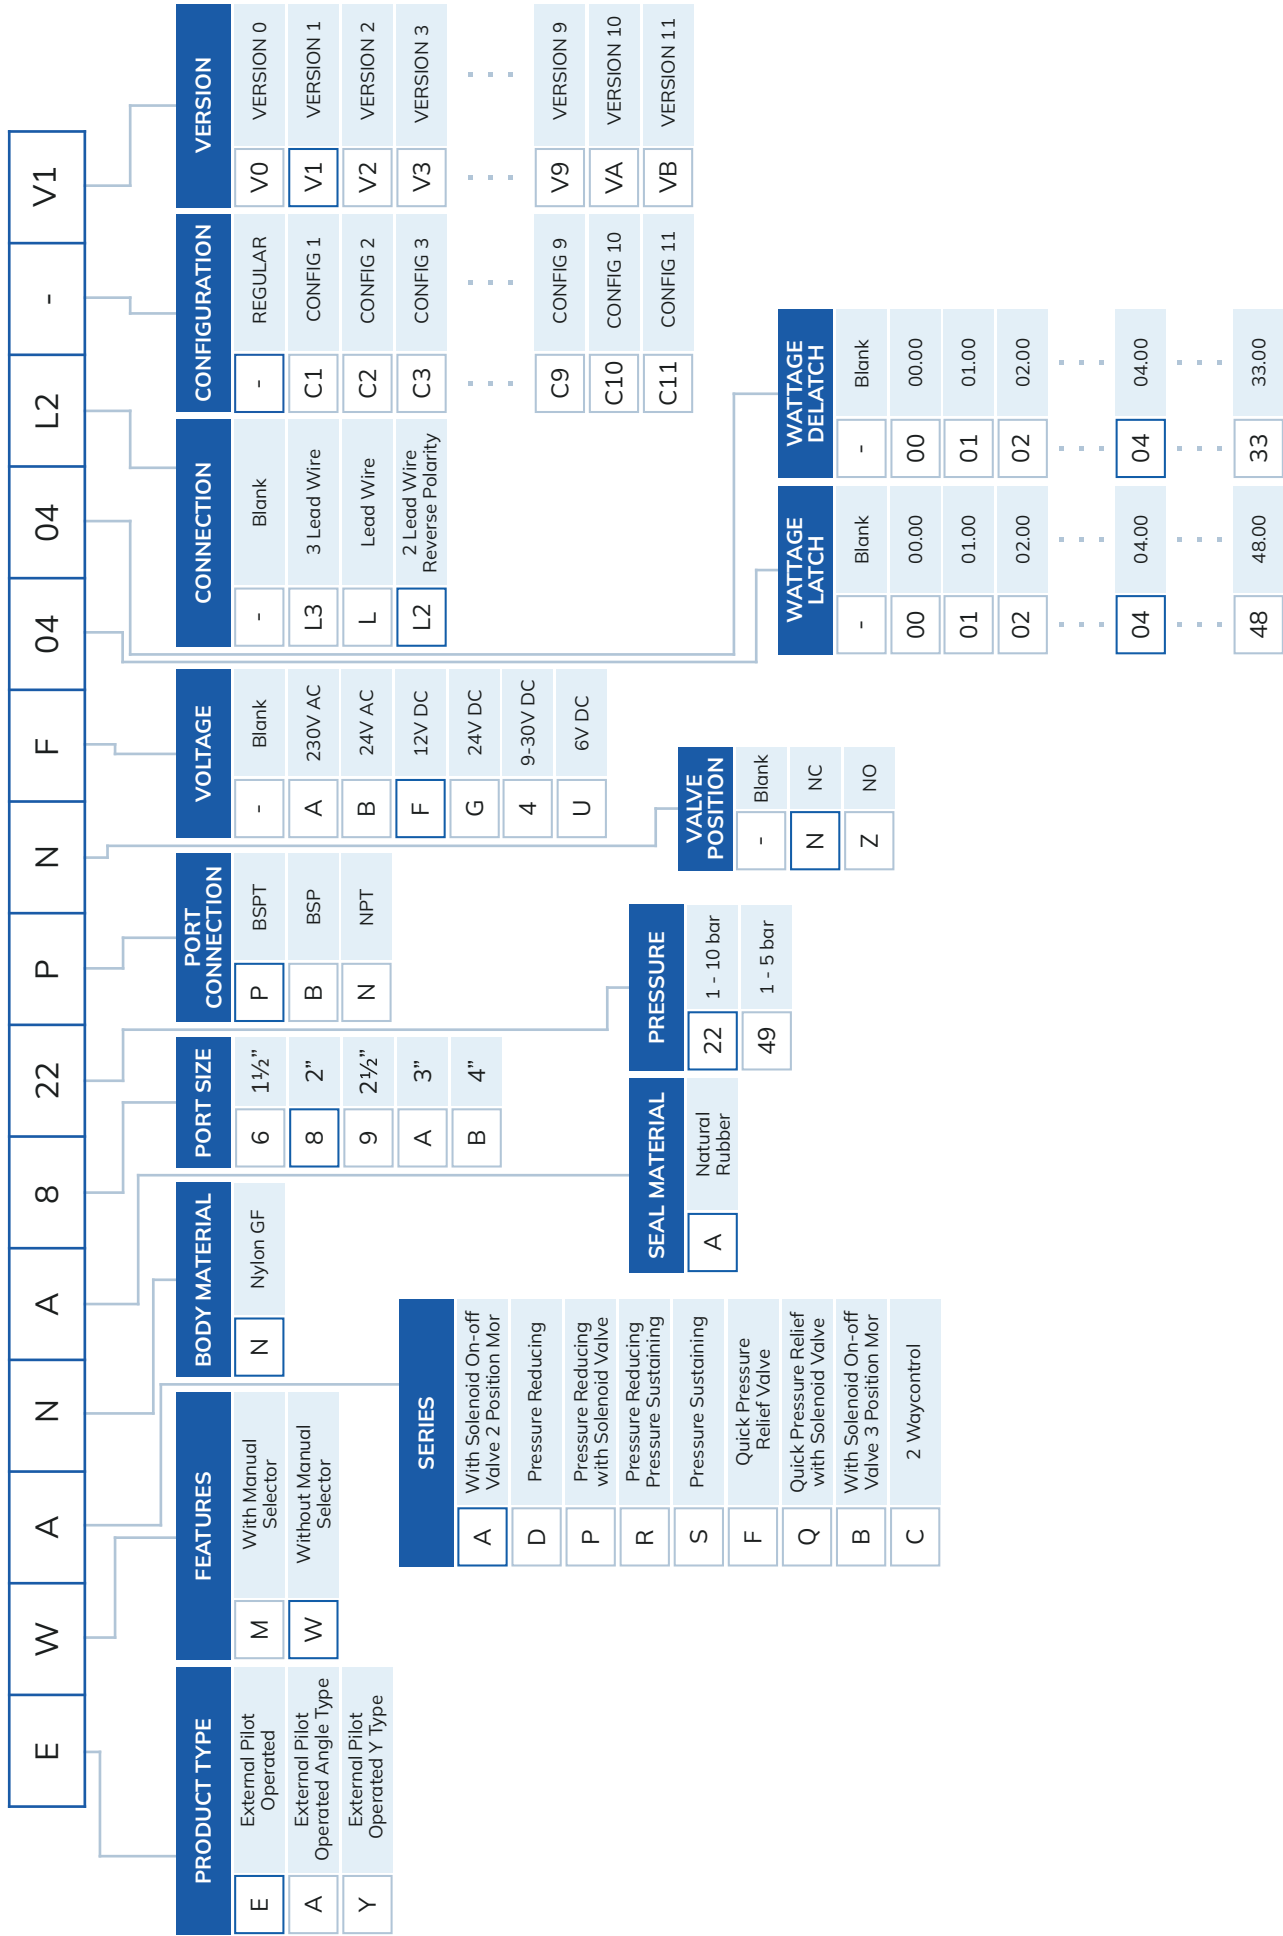 E W A N A 8 22 P N F 04 04 L2 - V1
PRODUCT TYPE
E External Pilot
Operated
A External Pilot
Operated Angle Type
Y External Pilot
Operated Y Type
FEATURES
M With Manual
Selector
W Without Manual
Selector
SERIES
A With Solenoid On-off
Valve 2 Position Mor
D Pressure Reducing
P Pressure Reducing
with Solenoid Valve
R Pressure Reducing
Pressure Sustaining
S Pressure Sustaining
F Quick Pressure
Relief Valve
Q Quick Pressure Relief
with Solenoid Valve
B With Solenoid On-off
Valve 3 Position Mor
C 2 Waycontrol
BODY MATERIAL
N Nylon GF
SEAL MATERIAL
A Natural
Rubber
PORT SIZE
6 1½”
8 2”
9 2½”
A 3”
B 4”
PRESSURE
22 1 - 10 bar
49 1 - 5 bar
PORT
CONNECTION
P BSPT
B BSP
N NPT
VALVE
POSITION
- Blank
N NC
Z NO
VOLTAGE
- Blank
A 230V AC
B 24V AC
F 12V DC
G 24V DC
4 9-30V DC
U 6V DC
WATTAGE
LATCH
- Blank
00 00.00
01 01.00
02 02.00
. . . . . .
04 04.00
. . . . . .
48 48.00
WATTAGE
DELATCH
- Blank
00 00.00
01 01.00
02 02.00
. . . . . .
04 04.00
. . . . . .
33 33.00
CONNECTION
- Blank
L3 3 Lead Wire
L Lead Wire
L2 2 Lead Wire
Reverse Polarity
CONFIGURATION
- REGULAR
C1 CONFIG 1
C2 CONFIG 2
C3 CONFIG 3
. . . . . .
C9 CONFIG 9
C10 CONFIG 10
C11 CONFIG 11
VERSION
V0 VERSION 0
V1 VERSION 1
V2 VERSION 2
V3 VERSION 3
. . . . . .
V9 VERSION 9
VA VERSION 10
VB VERSION 11